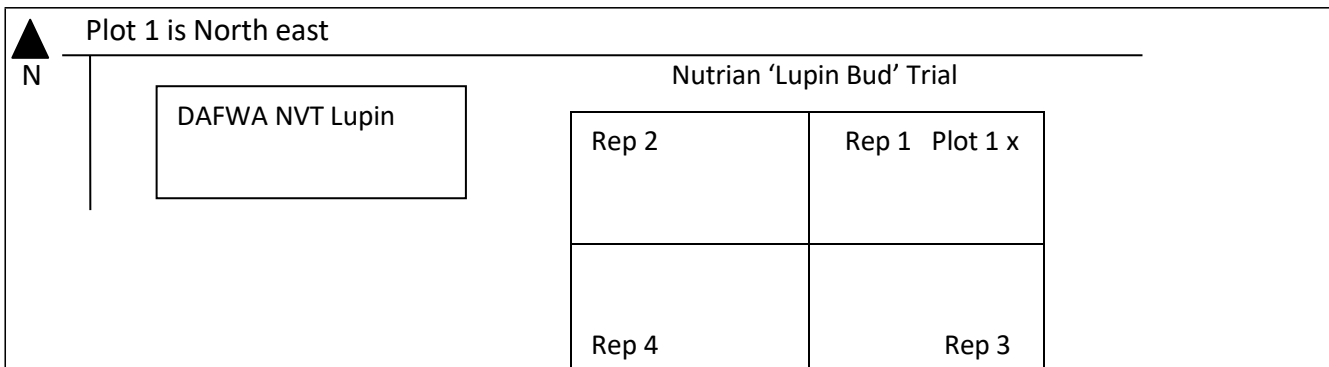 Plot 1 is North east
N
Nutrian ‘Lupin Bud’ Trial
DAFWA NVT Lupin
Rep 2
Rep 1 Plot 1 x
Rep 4
Rep 3